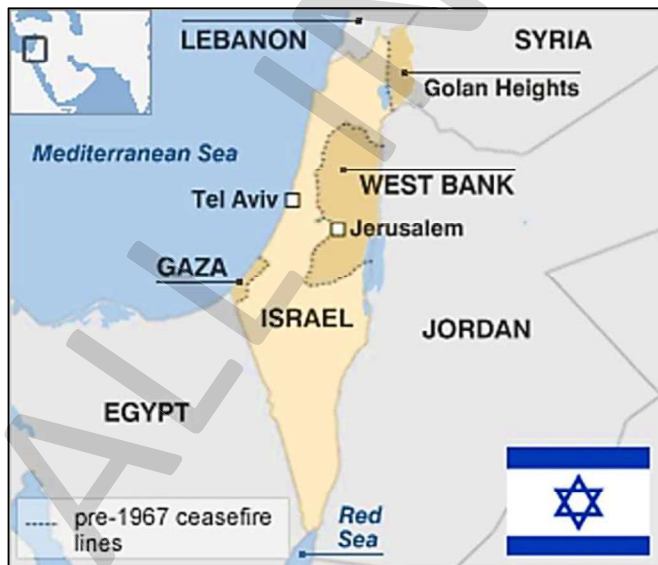 LEBANON
SYRIA
Golan Heights
Mediterranean Sea
WEST BANK
Tel Aviv
Jerusalem
GAZA
ISRAEL
JORDAN
EGYPT
pre-1967 ceasefire
lines
Red
Sea